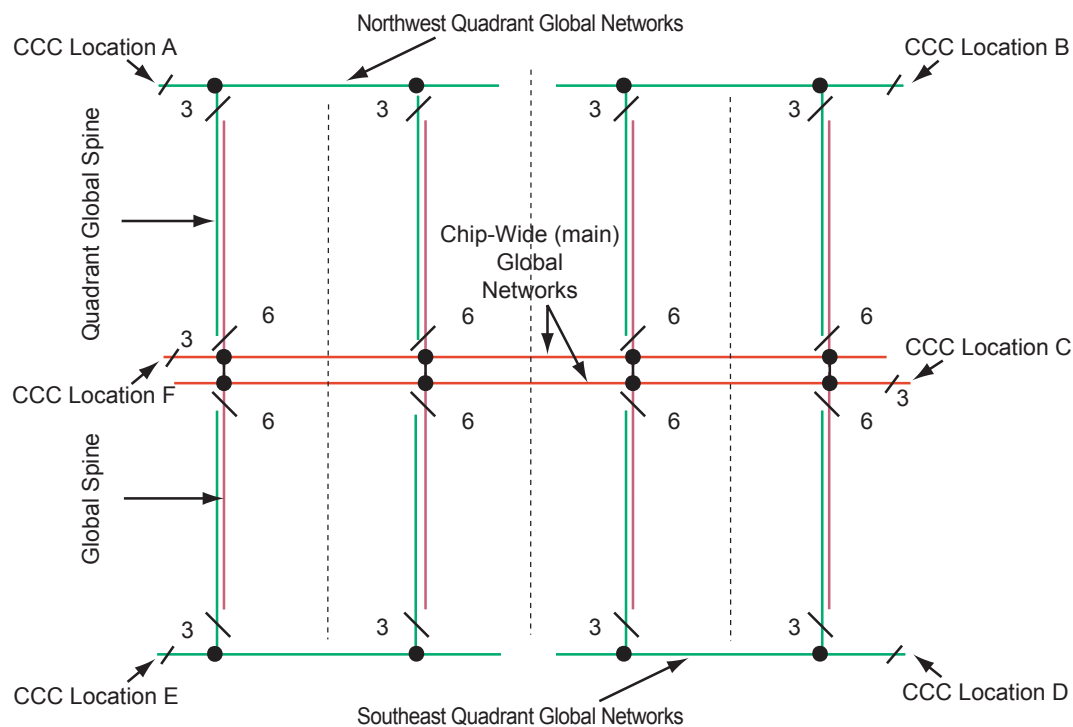 Northwest Quadrant Global Networks
CCC Location A
CCC Location B
3
3
3
3
Quadrant Global Spine
Chip-Wide (main)
Global
Networks
6
6
6
6
3
CCC Location C
CCC Location F
3
6
6
6
6
Global Spine
3
3
3
3
CCC Location E
CCC Location D
Southeast Quadrant Global Networks